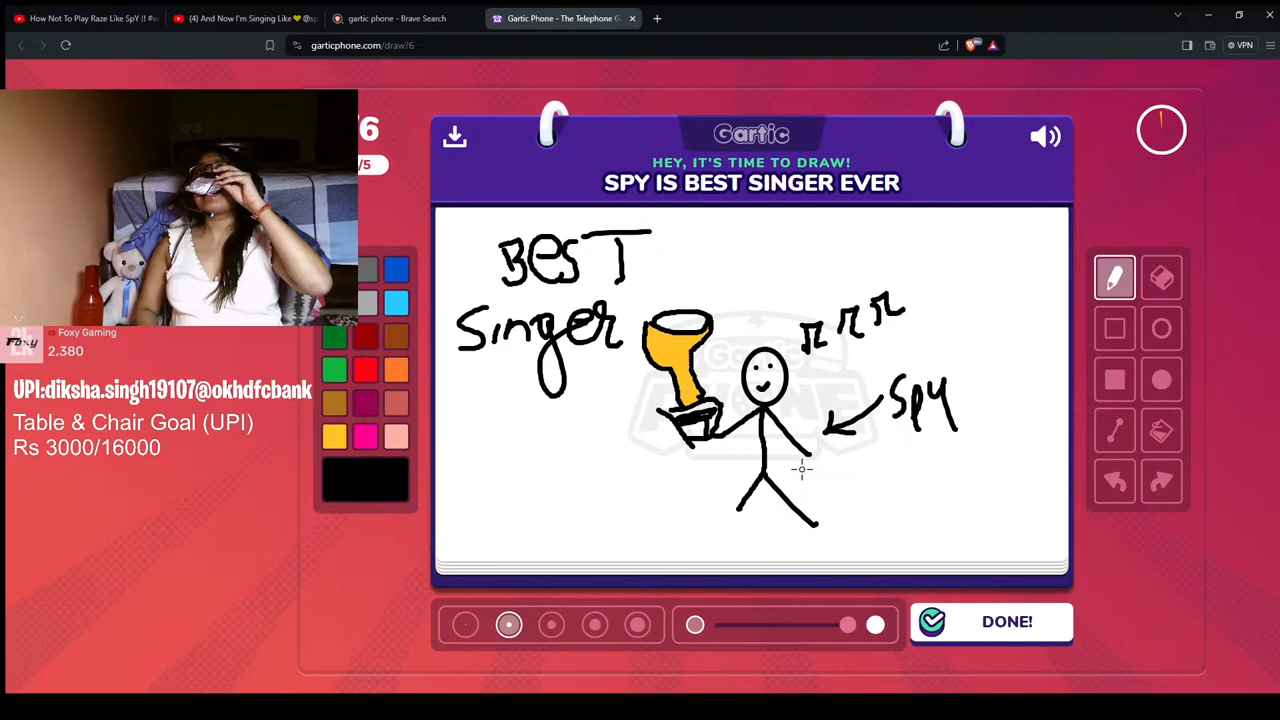 How Not To Play Raze Like SpY !! #va
(4) And Now I'm Singing Like 💛@sp
gartic phone - Brave Search
Gartic Phone - The Telephone G
garticphone.com/draw?6
VPN
/6
/5
Gartic
HEY, IT'S TIME TO DRAW!
SPY IS BEST SINGER EVER
BEST
Singer
SPY
Foxy Gaming
2,380
UPI:diksha.singh19107@okhdfcbank
Table & Chair Goal (UPI)
Rs 3000/16000
Gartic
PHONE
DONE!